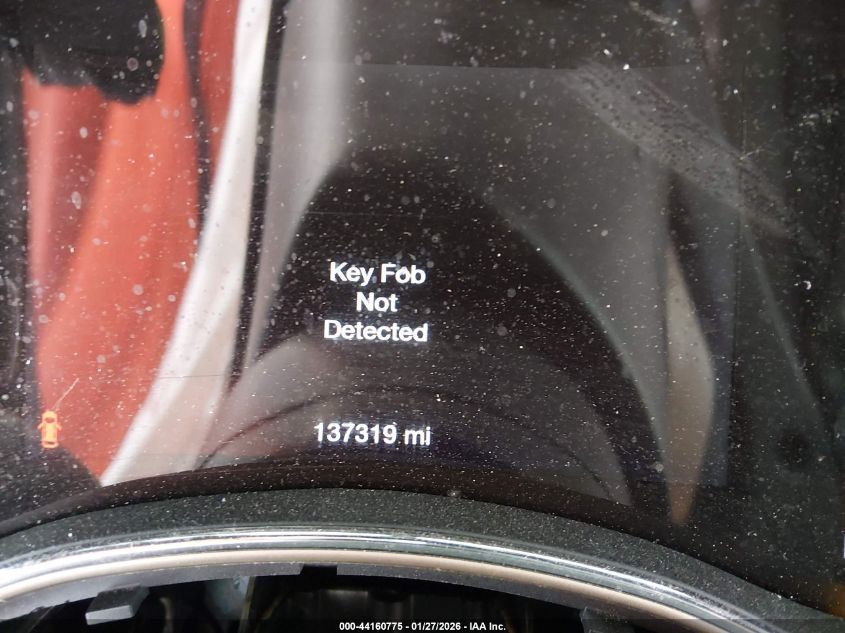 Key Fob
Not
Detected
137319 mi
000-44160775 - 01/27/2026 - IAA Inc.